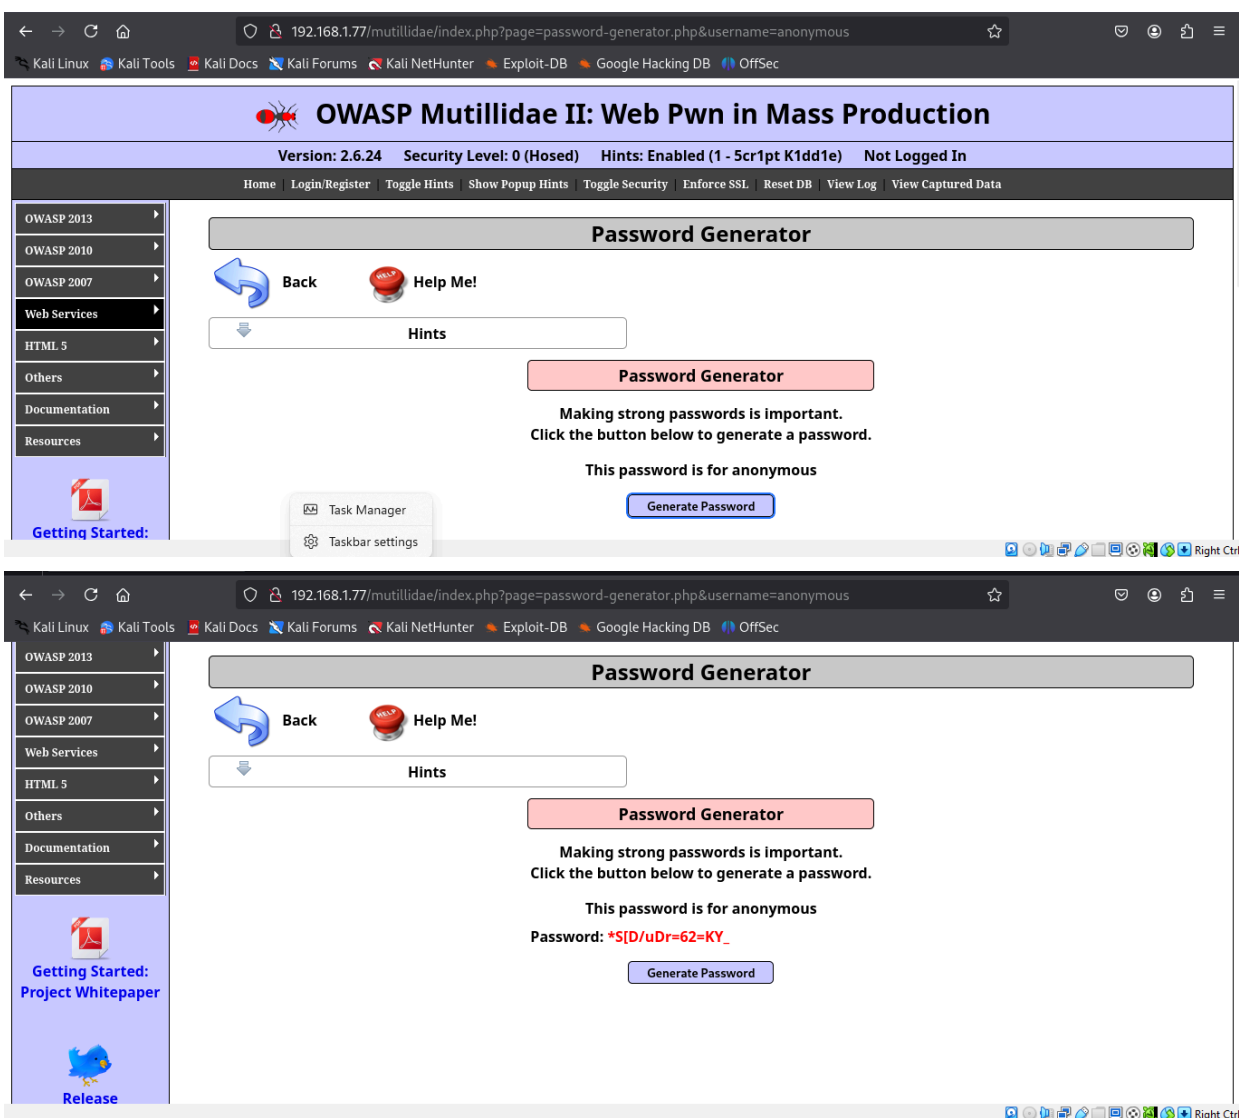 192.168.1.77/mutillidae/index.php?page=password-generator.php&username=anonymous
Kali Linux Kali Tools Kali Docs Kali Forums Kali NetHunter Exploit-DB Google Hacking DB OffSec
OWASP Mutillidae II: Web Pwn in Mass Production
Version: 2.6.24 Security Level: 0 (Hosed) Hints: Enabled (1 - 5cr1pt K1dd1e) Not Logged In
Home | Login/Register | Toggle Hints | Show Popup Hints | Toggle Security | Enforce SSL | Reset DB | View Log | View Captured Data
OWASP 2013
OWASP 2010
OWASP 2007
Web Services
HTML 5
Others
Documentation
Resources
Getting Started:
Password Generator
Back
HELP
Help Me!
Hints
Password Generator
Making strong passwords is important.
Click the button below to generate a password.
This password is for anonymous
Generate Password
Task Manager
Taskbar settings
Right Ctrl
192.168.1.77/mutillidae/index.php?page=password-generator.php&username=anonymous
Kali Linux Kali Tools Kali Docs Kali Forums Kali NetHunter Exploit-DB Google Hacking DB OffSec
OWASP 2013
OWASP 2010
OWASP 2007
Web Services
HTML 5
Others
Documentation
Resources
Getting Started:
Project Whitepaper
Release
Password Generator
Back
HELP
Help Me!
Hints
Password Generator
Making strong passwords is important.
Click the button below to generate a password.
This password is for anonymous
Password: *S[D/uDr=62=KY_
Generate Password
Right Ctrl